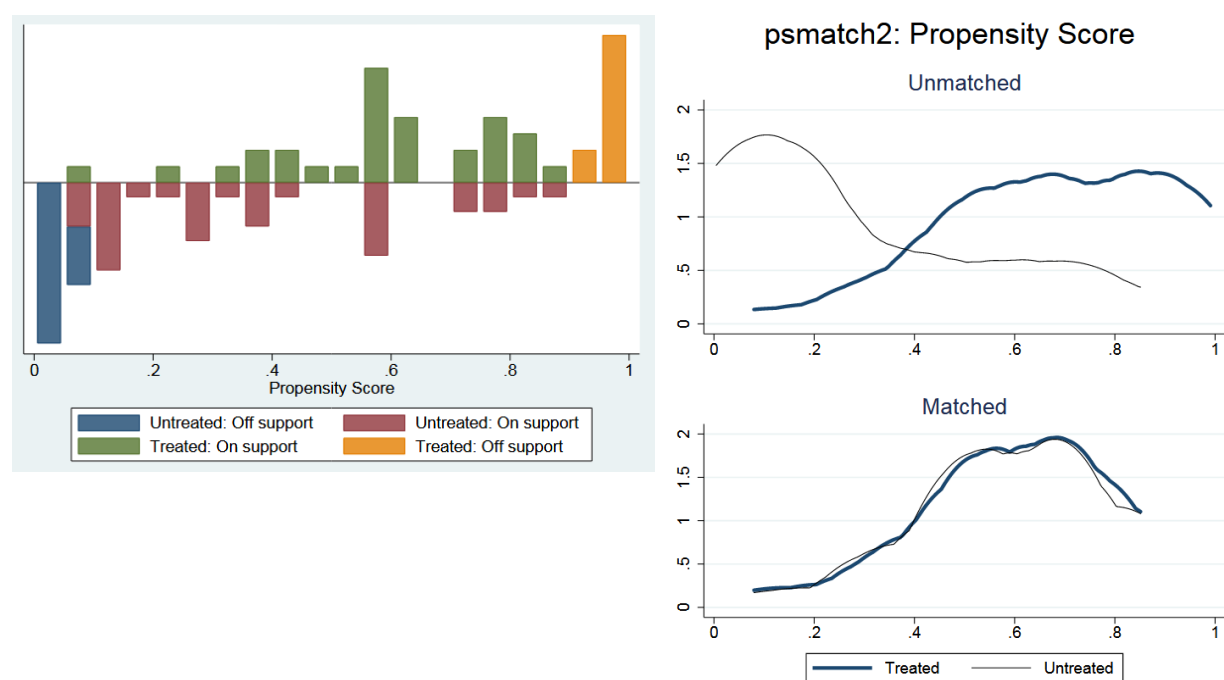 0 .2 .4 .6 .8 1
Propensity Score
Untreated: Off support Untreated: On support
Treated: On support Treated: Off support
psmatch2: Propensity Score
Unmatched
2
1.5
1
.5
0
0 .2 .4 .6 .8 1
Matched
2
1.5
1
.5
0
0 .2 .4 .6 .8 1
Treated Untreated